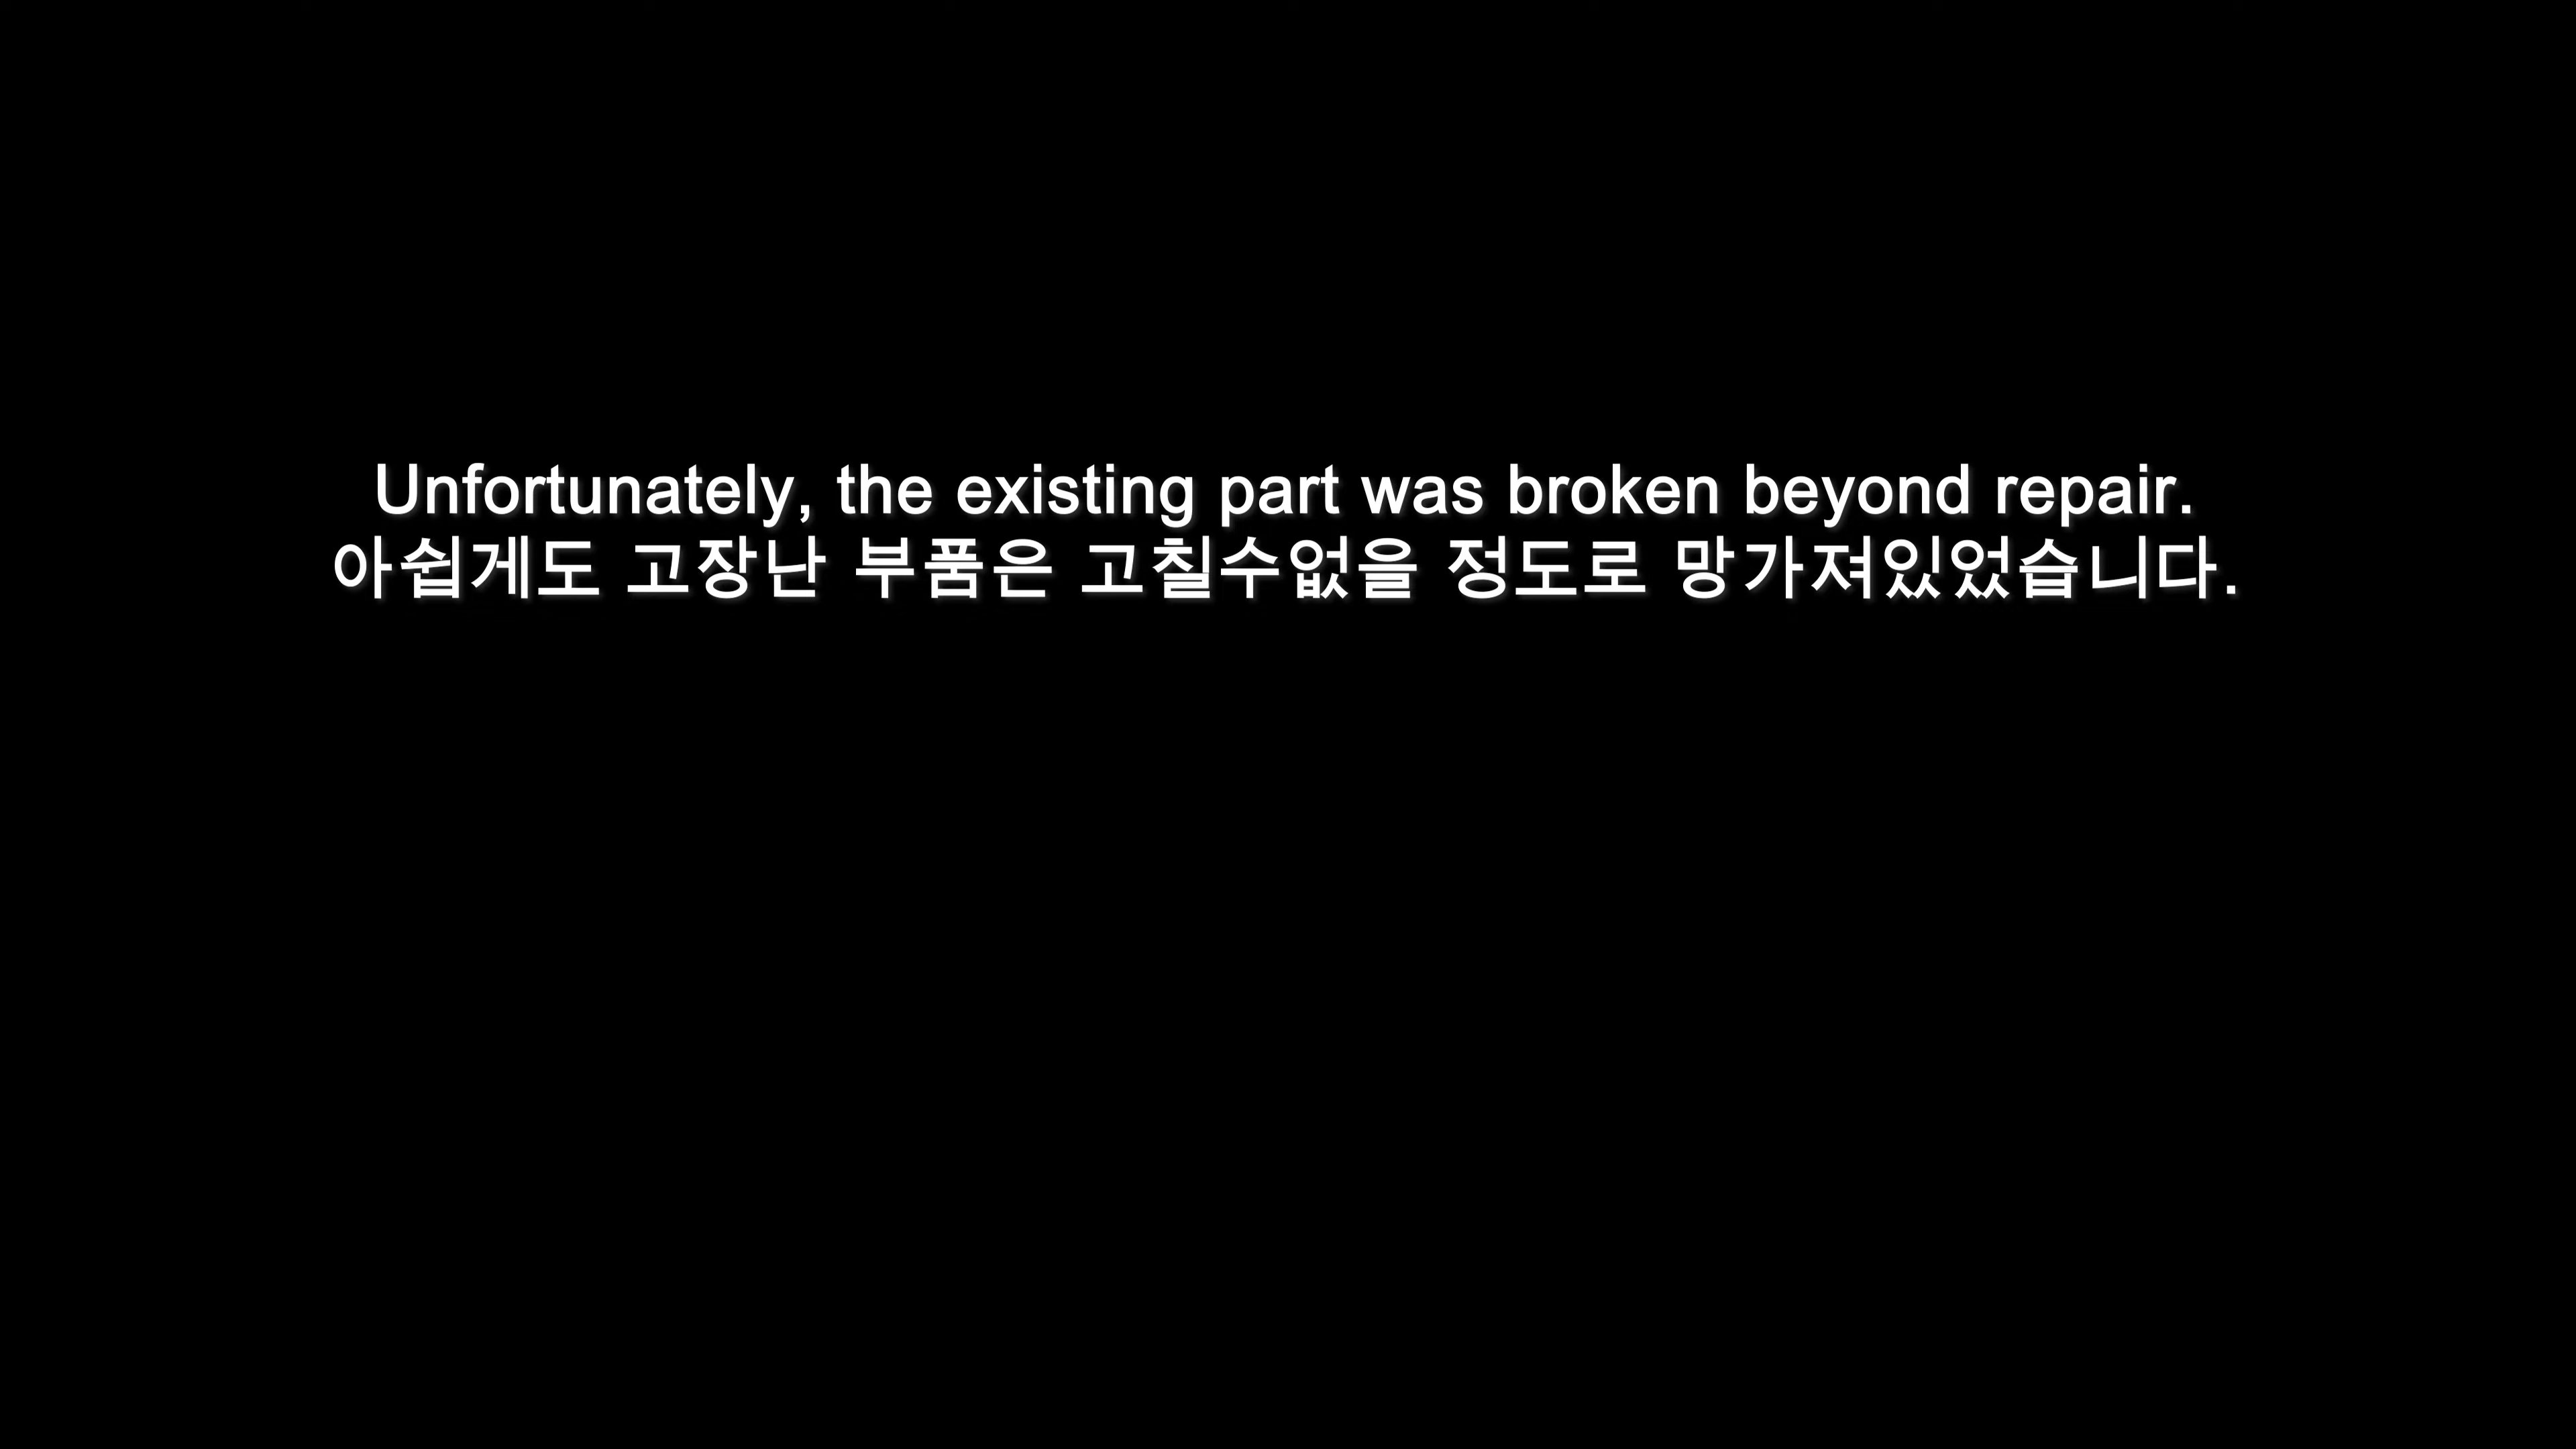 Unfortunately, the existing part was broken beyond repair.
아쉽게도 고장난 부품은 고칠수없을 정도로 망가져있었습니다.